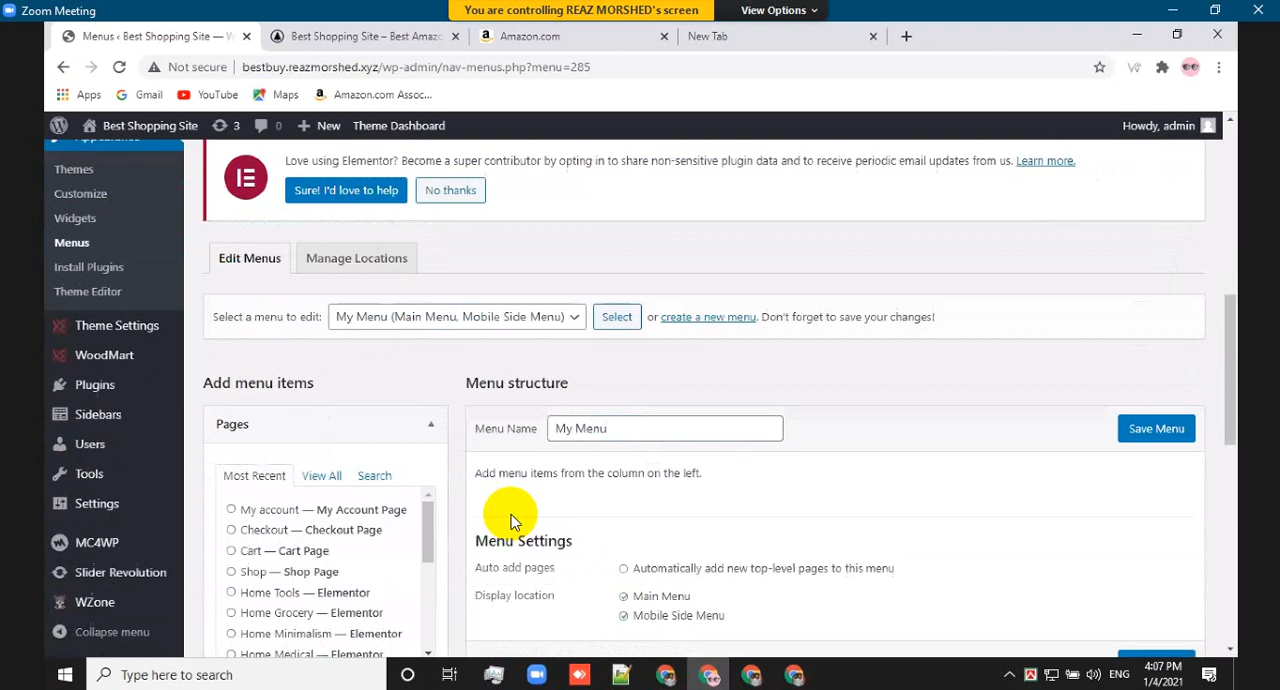 Zoom Meeting
You are controlling REAZ MORSHED's screen
View Options
Menus ‹ Best Shopping Site — W
Best Shopping Site – Best Amaz
Amazon.com
New Tab
Not secure
bestbuy.reazmorshed.xyz/wp-admin/nav-menus.php?menu=285
Apps
Gmail
YouTube
Maps
Amazon.com Assoc...
Best Shopping Site
3
0
New
Theme Dashboard
Howdy, admin
Appearance
Themes
Customize
Widgets
Menus
Install Plugins
Theme Editor
Theme Settings
WoodMart
Plugins
Sidebars
Users
Tools
Settings
MC4WP
Slider Revolution
WZone
Collapse menu
Love using Elementor? Become a super contributor by opting in to share non-sensitive plugin data and to receive periodic email updates from us. Learn more.
Sure! I'd love to help
No thanks
Edit Menus
Manage Locations
Select a menu to edit:
My Menu (Main Menu, Mobile Side Menu)
Select
or create a new menu. Don't forget to save your changes!
Add menu items
Menu structure
Pages
Most Recent
View All
Search
My account — My Account Page
Checkout — Checkout Page
Cart — Cart Page
Shop — Shop Page
Home Tools — Elementor
Home Grocery — Elementor
Home Minimalism — Elementor
Home Medical — Elementor
Menu Name
My Menu
Save Menu
Add menu items from the column on the left.
Menu Settings
Auto add pages
Automatically add new top-level pages to this menu
Display location
Main Menu
Mobile Side Menu
Type here to search
ENG
4:07 PM
1/4/2021